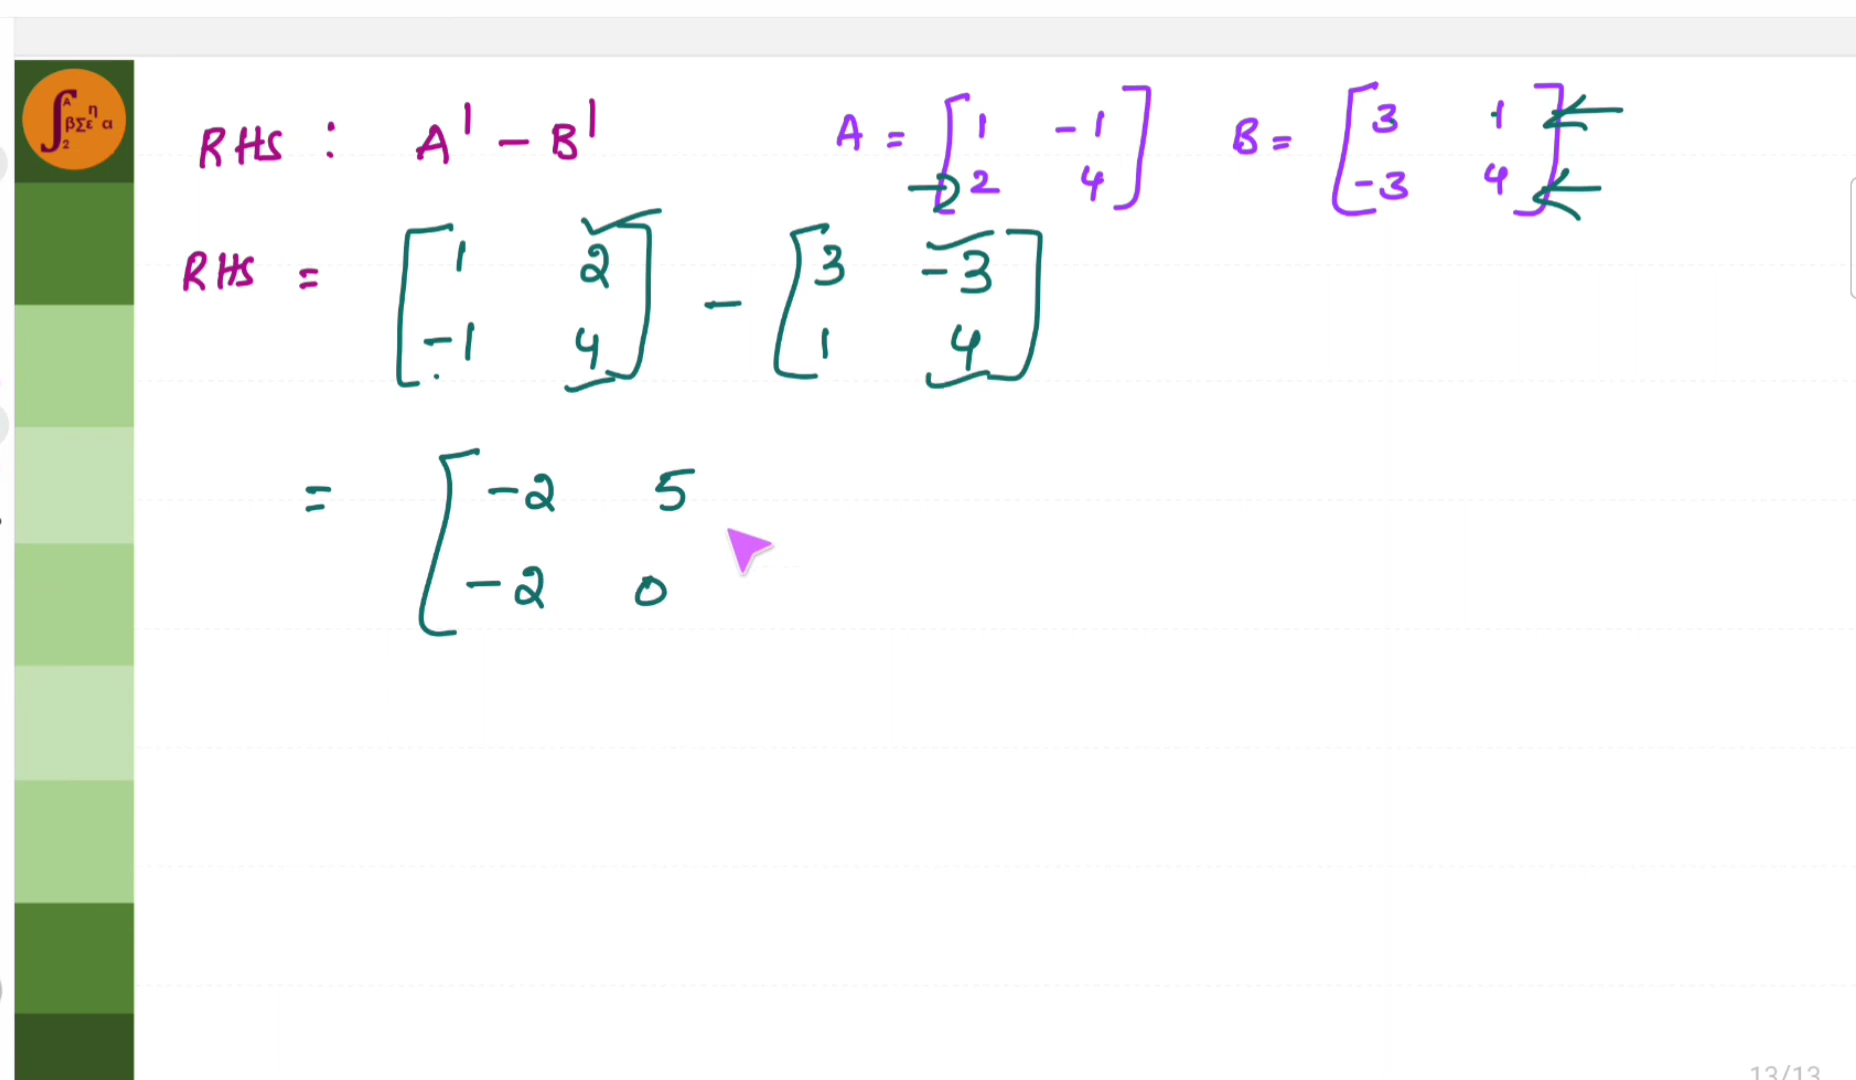 RHS : A' - B' A = [1 -1 B = [3 1]
2 4] -3 4]
RHS = [1 2] - [3 -3]
-1 4 1 4
= [-2 5
-2 0
13/13